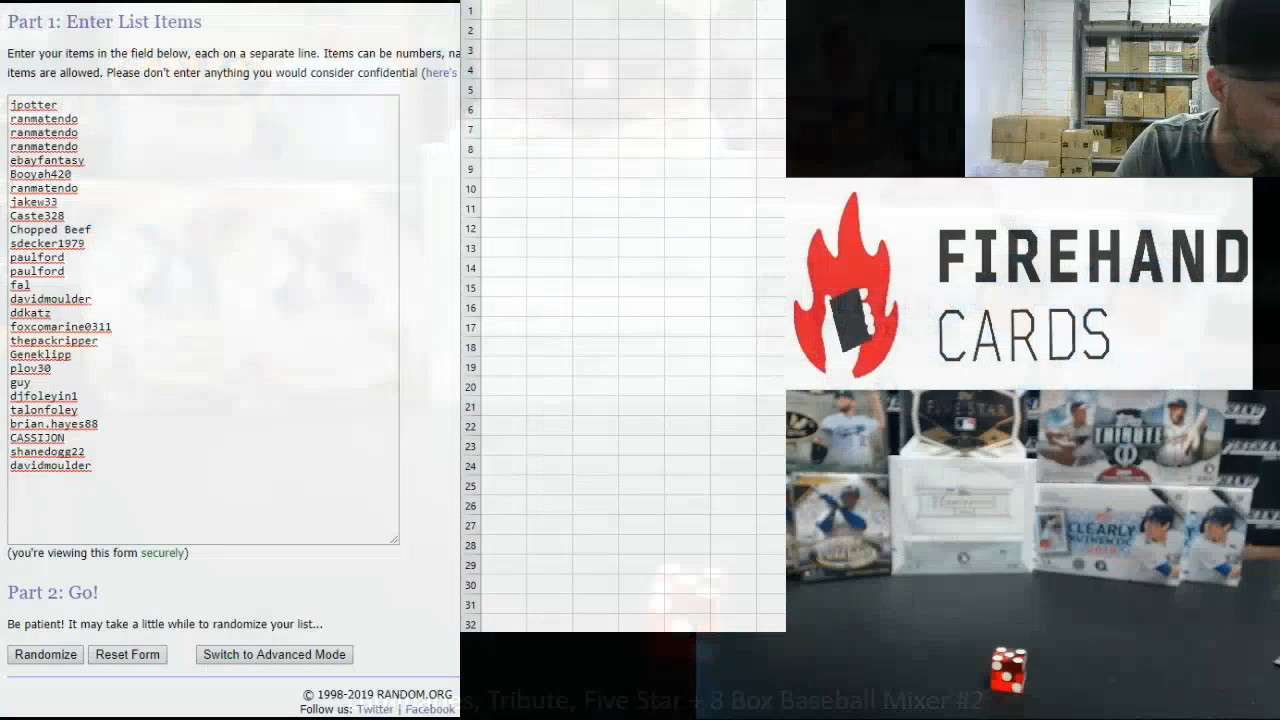 Part 1: Enter List Items
Enter your items in the field below, each on a separate line. Items can be numbers, na
items are allowed. Please don't enter anything you would consider confidential (here's
jpotter
ranmatendo
ranmatendo
ranmatendo
ebayfantasy
Booyah420
ranmatendo
jakew33
Caste328
Chopped Beef
sdecker1979
paulford
paulford
fal
davidmoulder
ddkatz
foxcomarine0311
thepackripper
Geneklipp
plov30
guy
djfoleyin1
talonfoley
brian.hayes88
CASSIJON
shanedogg22
davidmoulder
(you're viewing this form securely)
Part 2: Go!
Be patient! It may take a little while to randomize your list...
Randomize
Reset Form
Switch to Advanced Mode
© 1998-2019 RANDOM.ORG
Follow us: Twitter | Facebook
1
2
3
4
5
6
7
8
9
10
11
12
13
14
15
16
17
18
19
20
21
22
23
24
25
26
27
28
29
30
31
32
FIREHAND
CARDS
FIVE STAR
TRIBUTE
CLEARLY
AUTHENTIC
2019
Tribute, Five Star + 8 Box Baseball Mixer #2